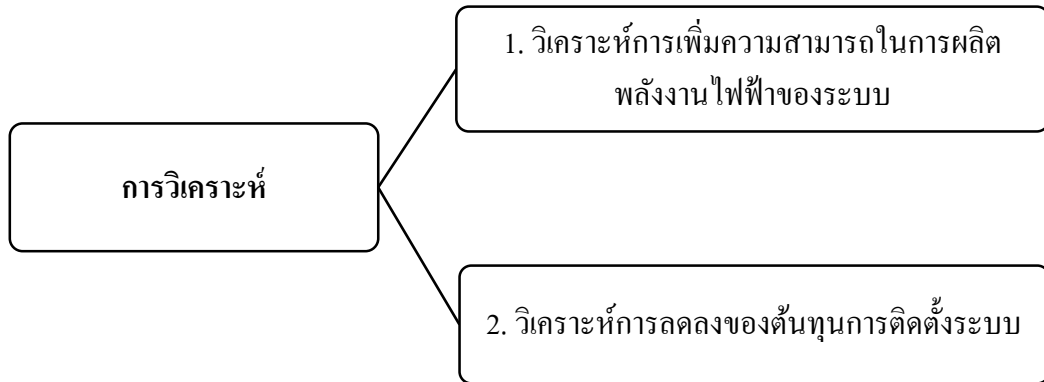 1. วิเคราะห์การเพิ่มความสามารถในการผลิต
พลังงานไฟฟ้าของระบบ
การวิเคราะห์
2. วิเคราะห์การลดลงของต้นทุนการติดตั้งระบบ